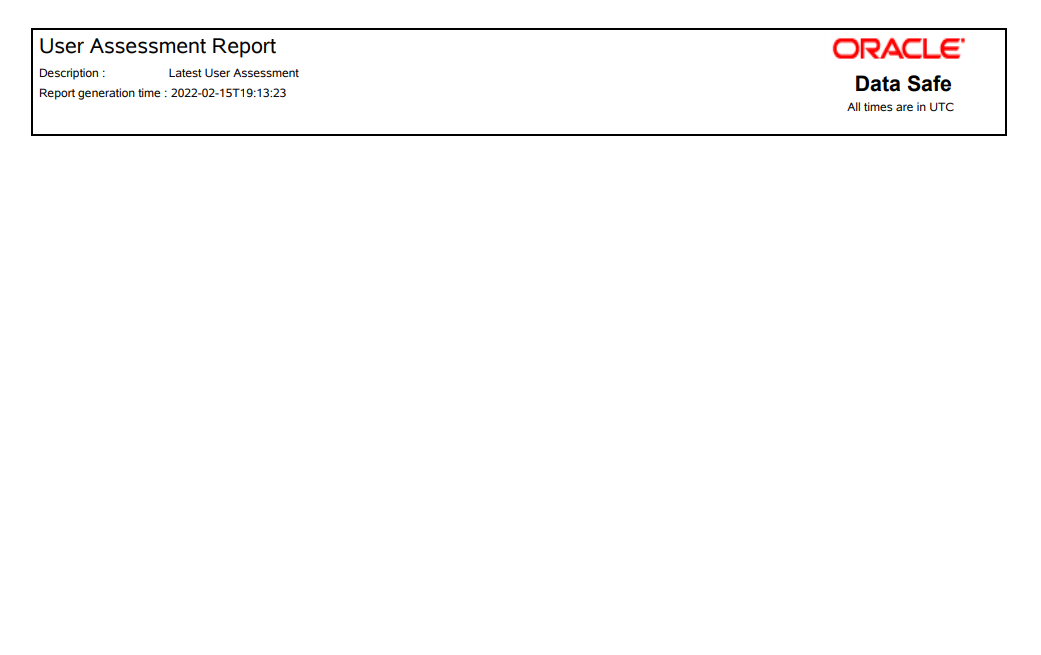 User Assessment Report
Description : Latest User Assessment
Report generation time : 2022-02-15T19:13:23
ORACLE
Data Safe
All times are in UTC